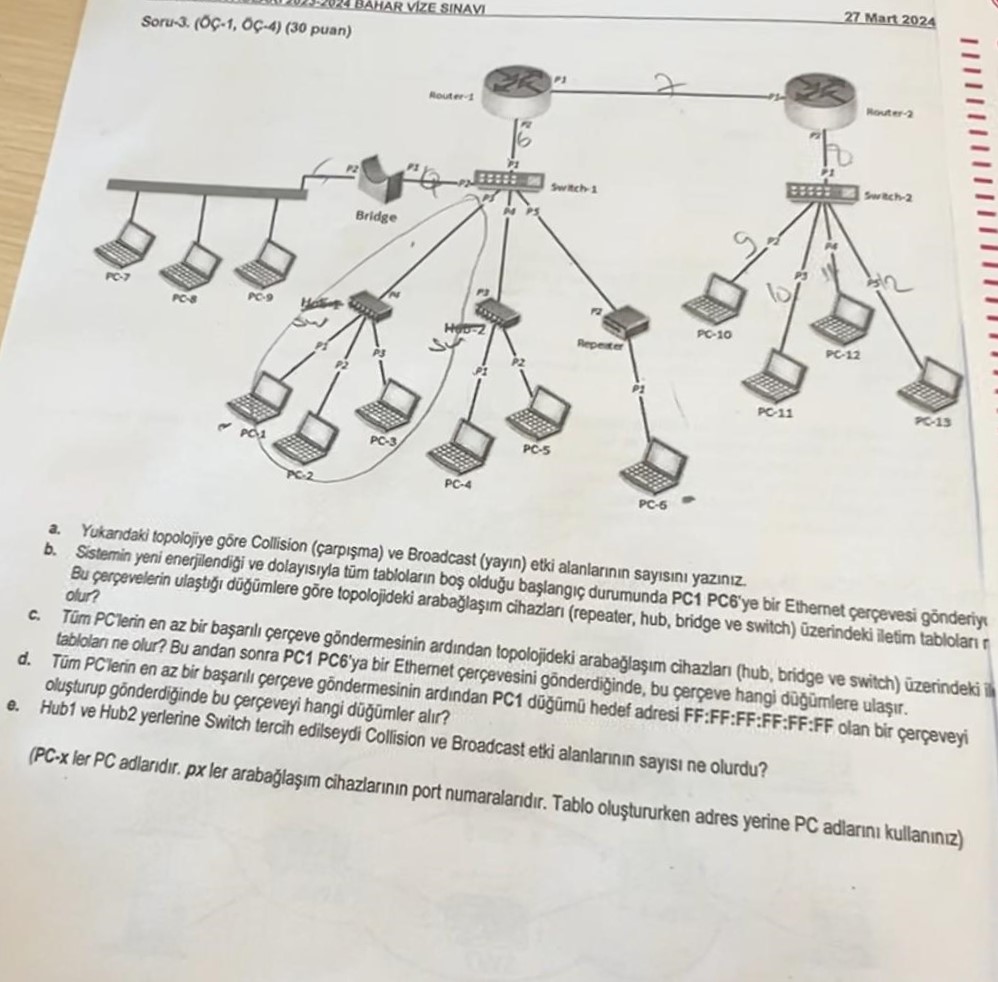 2023-2024 BAHAR VİZE SINAVI
27 Mart 2024
Soru-3. (ÖÇ-1, ÖÇ-4) (30 puan)
Router-1
P1
7
P1
Router-2
P2
6
P1
P2
8
P1
P2
Bridge
P1
P2
Switch-1
P3
P4
P5
Switch-2
PC-7
PC-8
PC-9
9
P2
10
P3
P4
11
P5
12
Hub-1
SW
P4
P1
P2
P3
P3
Hub-2
SW
P1
P2
P2
Repeater
P1
PC-10
PC-11
PC-12
PC-13
PC-1
PC-2
PC-3
PC-4
PC-5
PC-6
a. Yukarıdaki topolojiye göre Collision (çarpışma) ve Broadcast (yayın) etki alanlarının sayısını yazınız.
b. Sistemin yeni enerjilendiği ve dolayısıyla tüm tabloların boş olduğu başlangıç durumunda PC1 PC6'ye bir Ethernet çerçevesi gönderiy
Bu çerçevelerin ulaştığı düğümlere göre topolojideki arabağlaşım cihazları (repeater, hub, bridge ve switch) üzerindeki iletim tabloları
olur?
c. Tüm PC'lerin en az bir başarılı çerçeve göndermesinin ardından topolojideki arabağlaşım cihazları (hub, bridge ve switch) üzerindeki
tabloları ne olur? Bu andan sonra PC1 PC6'ya bir Ethernet çerçevesini gönderdiğinde, bu çerçeve hangi düğümlere ulaşır.
d. Tüm PC'lerin en az bir başarılı çerçeve göndermesinin ardından PC1 düğümü hedef adresi FF:FF:FF:FF:FF:FF olan bir çerçeveyi
oluşturup gönderdiğinde bu çerçeveyi hangi düğümler alır?
e. Hub1 ve Hub2 yerlerine Switch tercih edilseydi Collision ve Broadcast etki alanlarının sayısı ne olurdu?
(PC-x ler PC adlarıdır. px ler arabağlaşım cihazlarının port numaralarıdır. Tablo oluştururken adres yerine PC adlarını kullanınız)